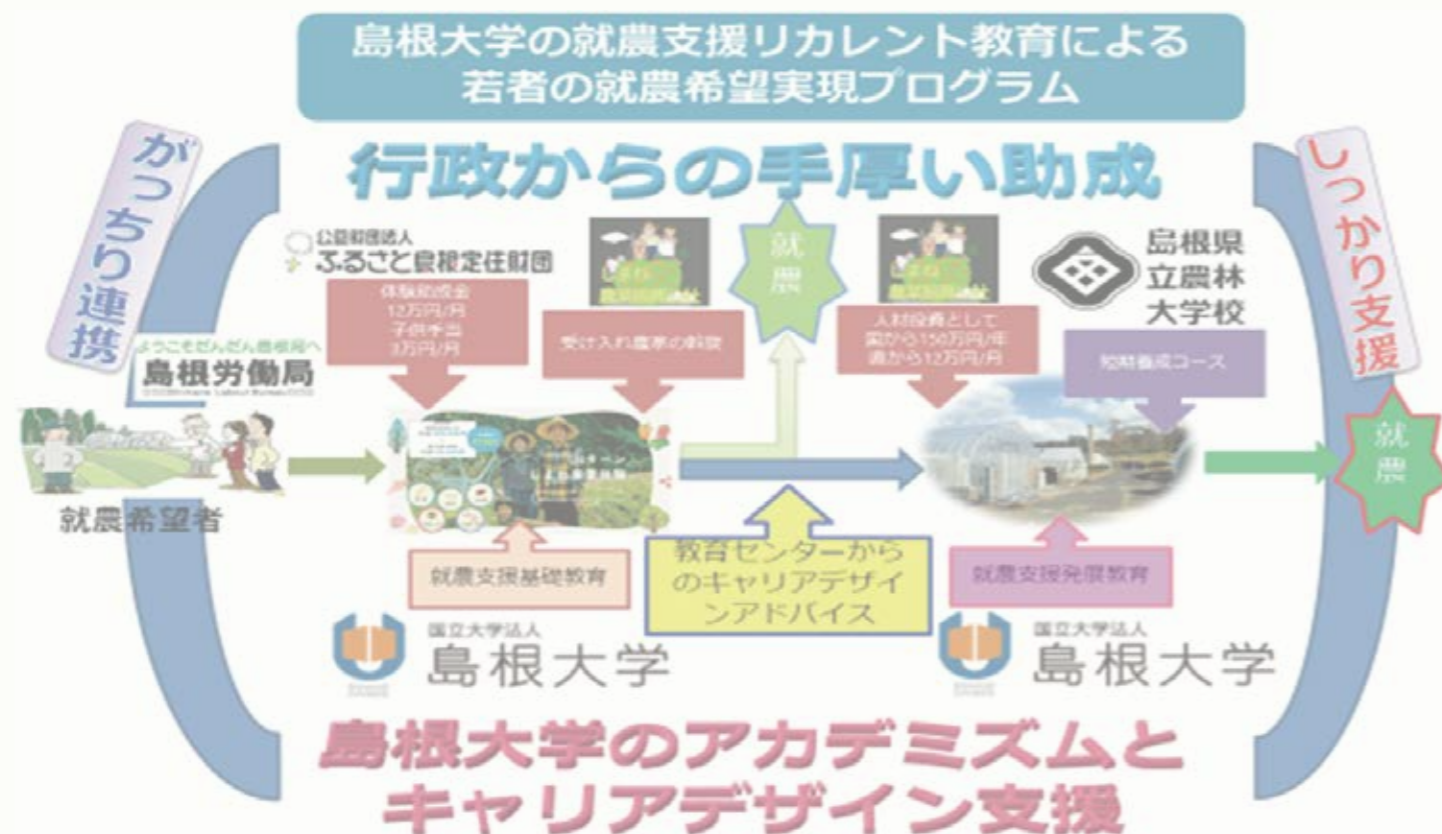 島根大学の就農支援リカレント教育による
若者の就農希望実現プログラム
がっちり連携
行政からの手厚い助成
しっかり支援
公益財団法人
ふるさと島根定住財団
体験助成金
12万円/月
子供手当
3万円/月
受け入れ農家の斡旋
就
農
人材投資として
国から150万円/年
県から12万円/月
島根県
立農林
大学校
短期養成コース
ようこそだんだん島根局へ
島根労働局
就農希望者
就
農
就農支援基礎教育
教育センターから
のキャリアデザイ
ンアドバイス
就農支援発展教育
国立大学法人
島根大学
国立大学法人
島根大学
島根大学のアカデミズムと
キャリアデザイン支援